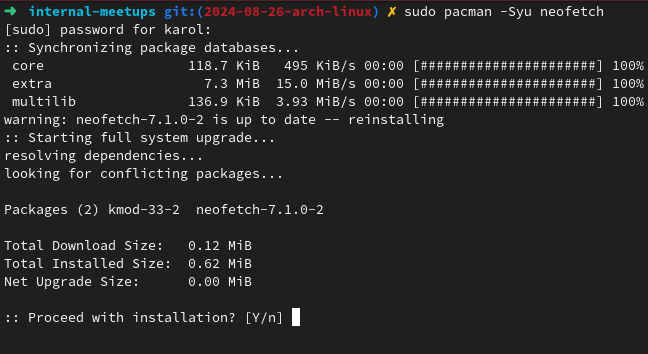 ➜  internal-meetups git:(2024-08-26-arch-linux) ✗ sudo pacman -Syu neofetch
[sudo] password for karol:
:: Synchronizing package databases...
 core                  118.7 KiB   495 KiB/s 00:00 [######################] 100%
 extra                   7.3 MiB  15.0 MiB/s 00:00 [######################] 100%
 multilib              136.9 KiB  3.93 MiB/s 00:00 [######################] 100%
warning: neofetch-7.1.0-2 is up to date -- reinstalling
:: Starting full system upgrade...
resolving dependencies...
looking for conflicting packages...

Packages (2) kmod-33-2  neofetch-7.1.0-2

Total Download Size:   0.12 MiB
Total Installed Size:  0.62 MiB
Net Upgrade Size:      0.00 MiB

:: Proceed with installation? [Y/n]